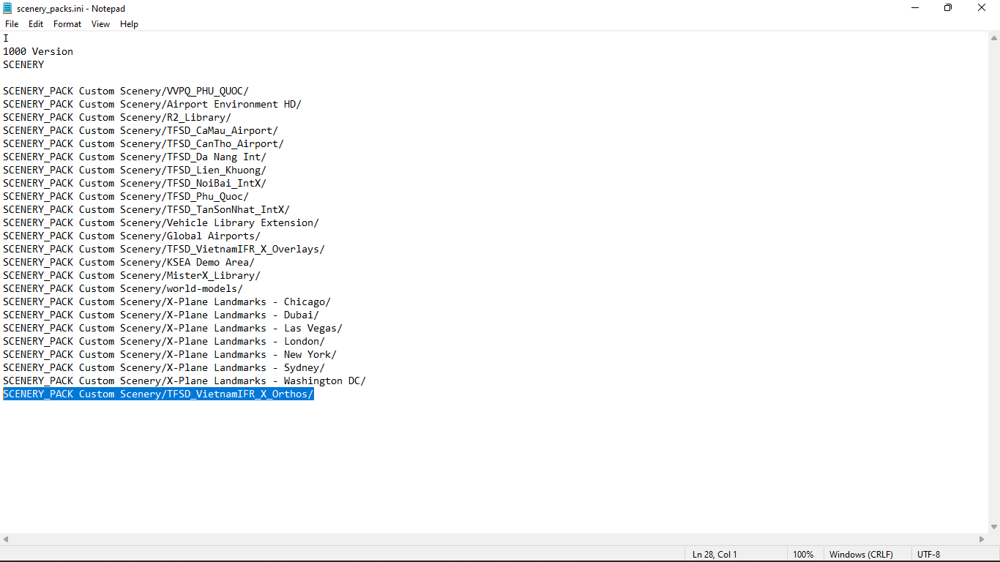 scenery_packs.ini - Notepad
File Edit Format View Help
I
1000 Version
SCENERY

SCENERY_PACK Custom Scenery/VVPQ_PHU_QUOC/
SCENERY_PACK Custom Scenery/Airport Environment HD/
SCENERY_PACK Custom Scenery/R2_Library/
SCENERY_PACK Custom Scenery/TFSD_CaMau_Airport/
SCENERY_PACK Custom Scenery/TFSD_CanTho_Airport/
SCENERY_PACK Custom Scenery/TFSD_Da Nang Int/
SCENERY_PACK Custom Scenery/TFSD_Lien_Khuong/
SCENERY_PACK Custom Scenery/TFSD_NoiBai_IntX/
SCENERY_PACK Custom Scenery/TFSD_Phu_Quoc/
SCENERY_PACK Custom Scenery/TFSD_TanSonNhat_IntX/
SCENERY_PACK Custom Scenery/Vehicle Library Extension/
SCENERY_PACK Custom Scenery/Global Airports/
SCENERY_PACK Custom Scenery/TFSD_VietnamIFR_X_Overlays/
SCENERY_PACK Custom Scenery/KSEA Demo Area/
SCENERY_PACK Custom Scenery/MisterX_Library/
SCENERY_PACK Custom Scenery/world-models/
SCENERY_PACK Custom Scenery/X-Plane Landmarks - Chicago/
SCENERY_PACK Custom Scenery/X-Plane Landmarks - Dubai/
SCENERY_PACK Custom Scenery/X-Plane Landmarks - Las Vegas/
SCENERY_PACK Custom Scenery/X-Plane Landmarks - London/
SCENERY_PACK Custom Scenery/X-Plane Landmarks - New York/
SCENERY_PACK Custom Scenery/X-Plane Landmarks - Sydney/
SCENERY_PACK Custom Scenery/X-Plane Landmarks - Washington DC/
SCENERY_PACK Custom Scenery/TFSD_VietnamIFR_X_Orthos/
Ln 28, Col 1 100% Windows (CRLF) UTF-8